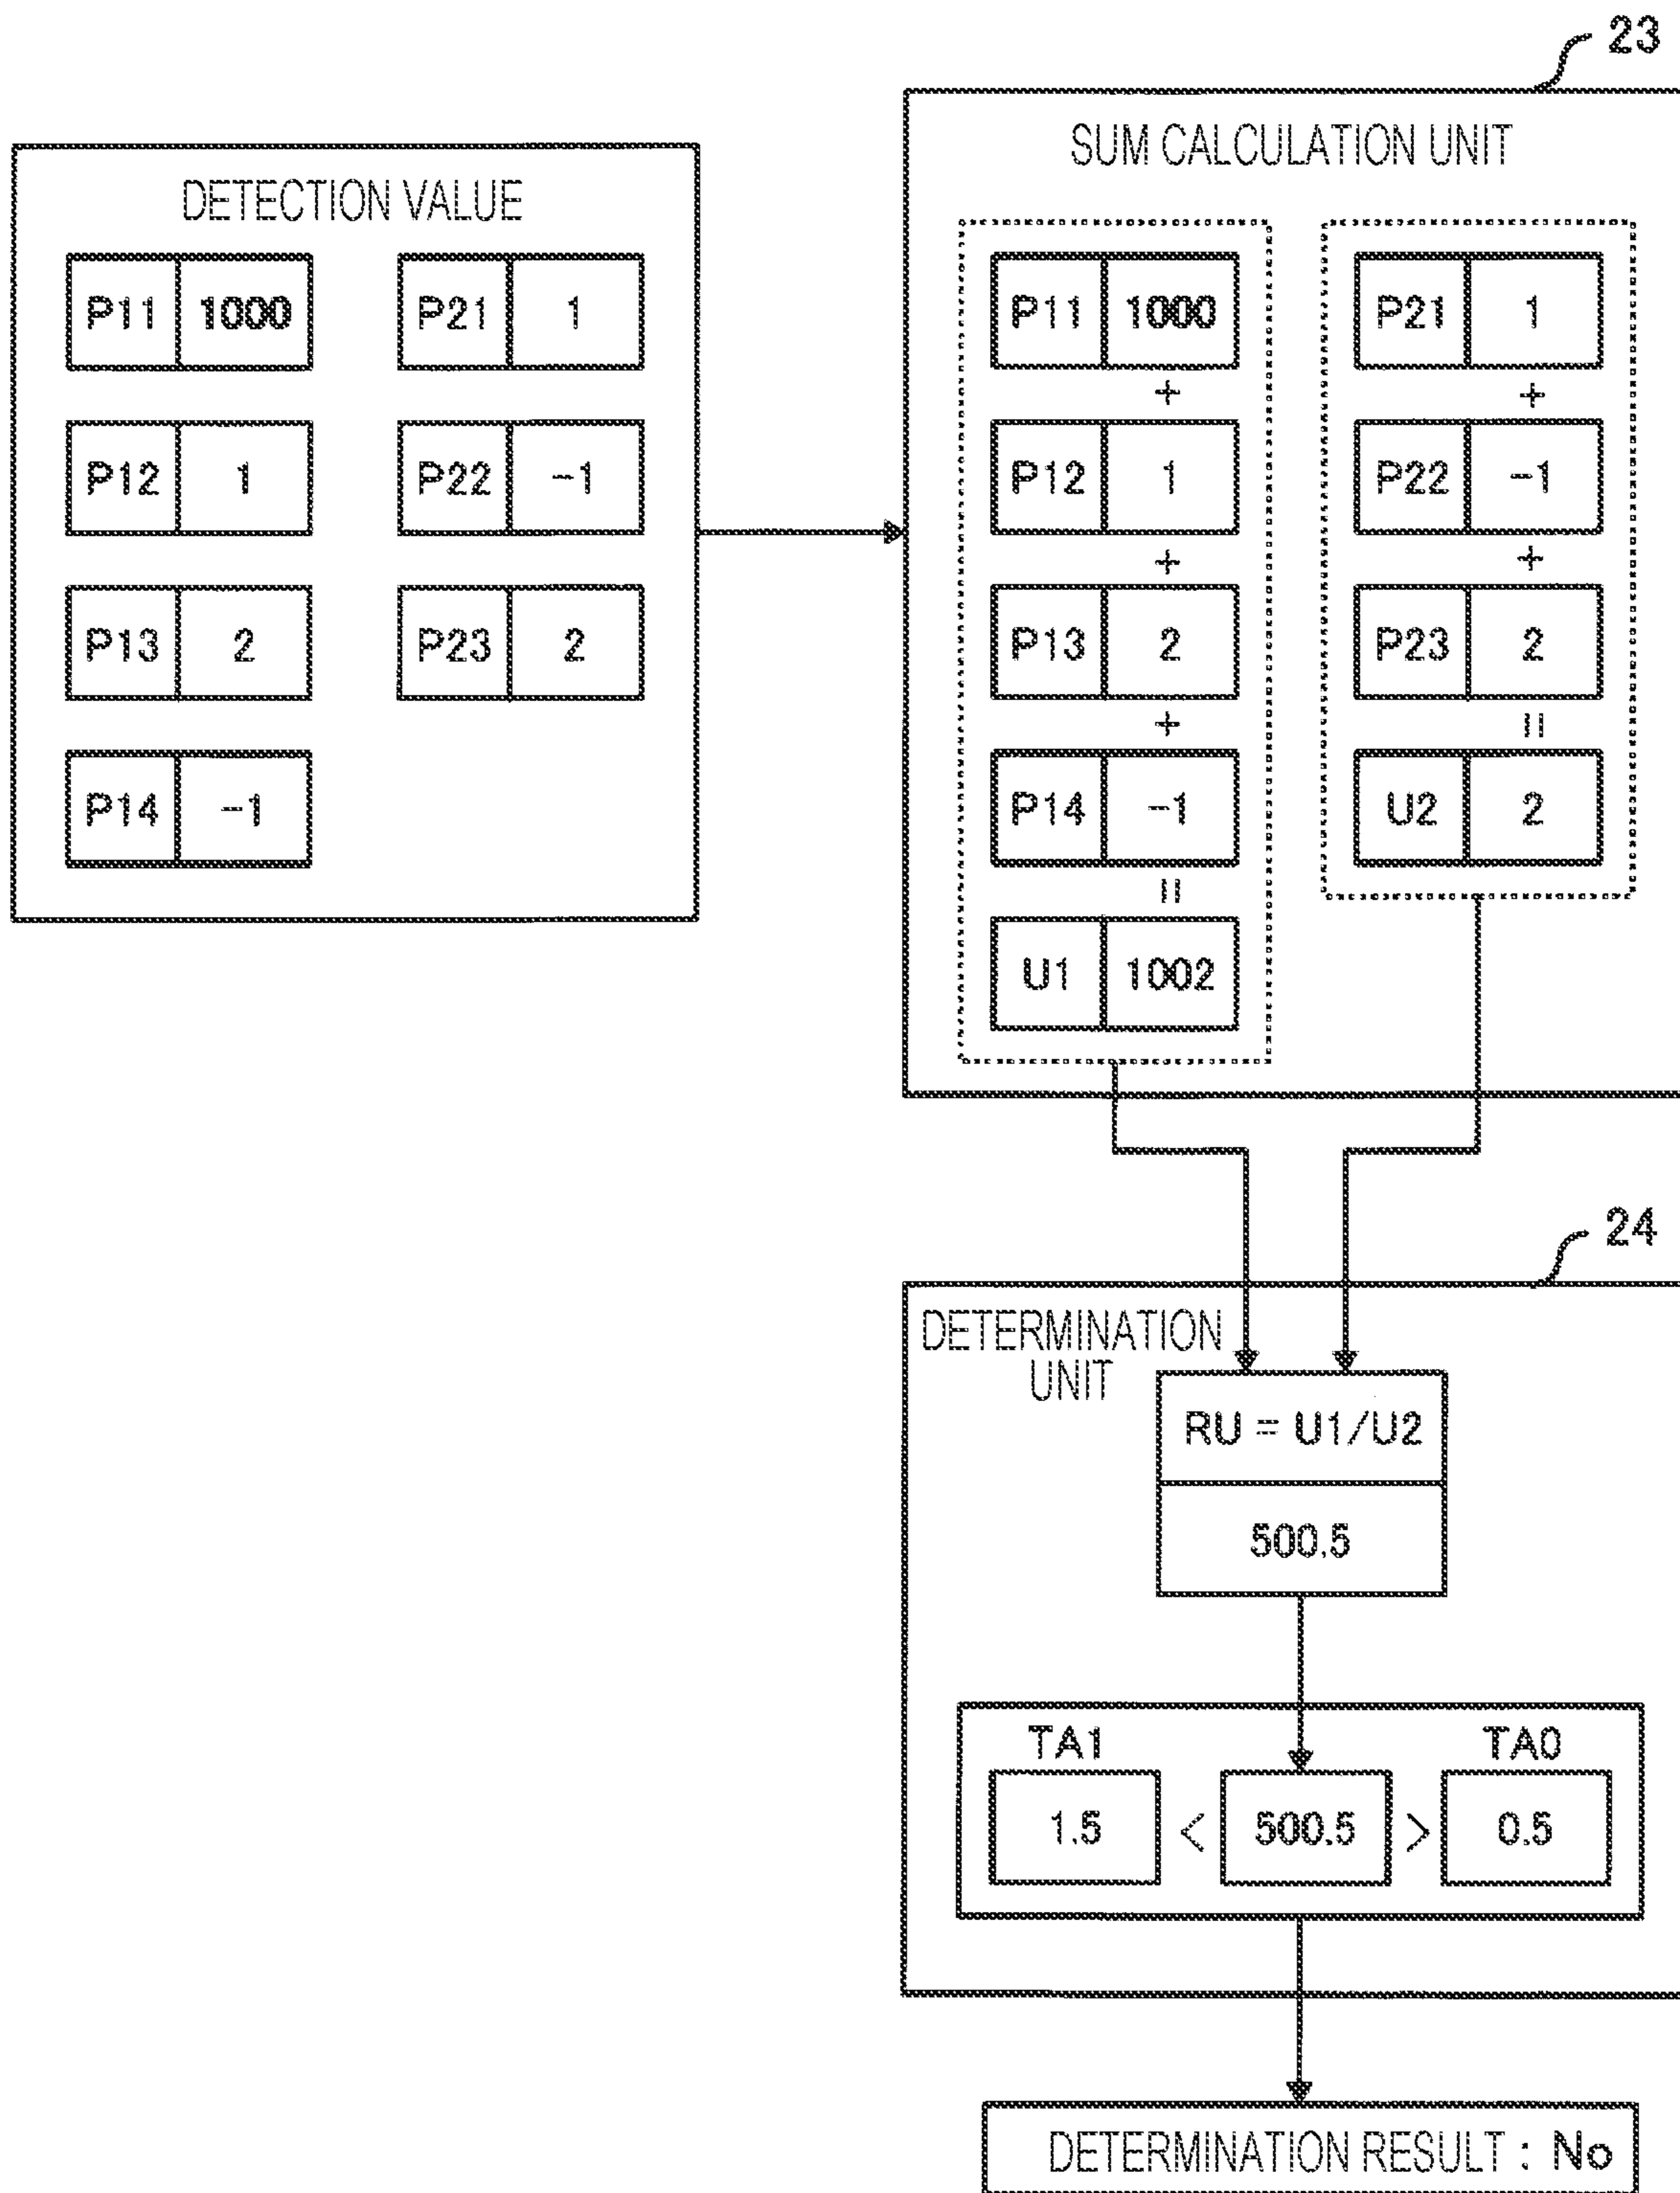 23
DETECTION VALUE
P11 1000 P21 1
P12 1 P22 -1
P13 2 P23 2
P14 -1
SUM CALCULATION UNIT
P11 1000
+
P12 1
+
P13 2
+
P14 -1
=
U1 1002
P21 1
+
P22 -1
+
P23 2
=
U2 2
24
DETERMINATION
UNIT
RU = U1/U2
500.5
TA1 TA0
1.5 < 500.5 > 0.5
DETERMINATION RESULT : No